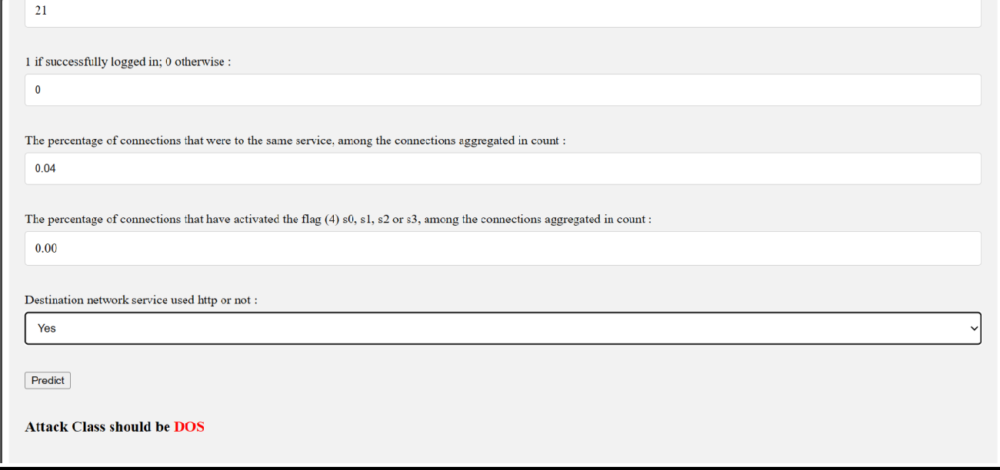 21
1 if successfully logged in; 0 otherwise :
0
The percentage of connections that were to the same service, among the connections aggregated in count :
0.04
The percentage of connections that have activated the flag (4) s0, s1, s2 or s3, among the connections aggregated in count :
0.00
Destination network service used http or not :
Yes
Predict
Attack Class should be DOS